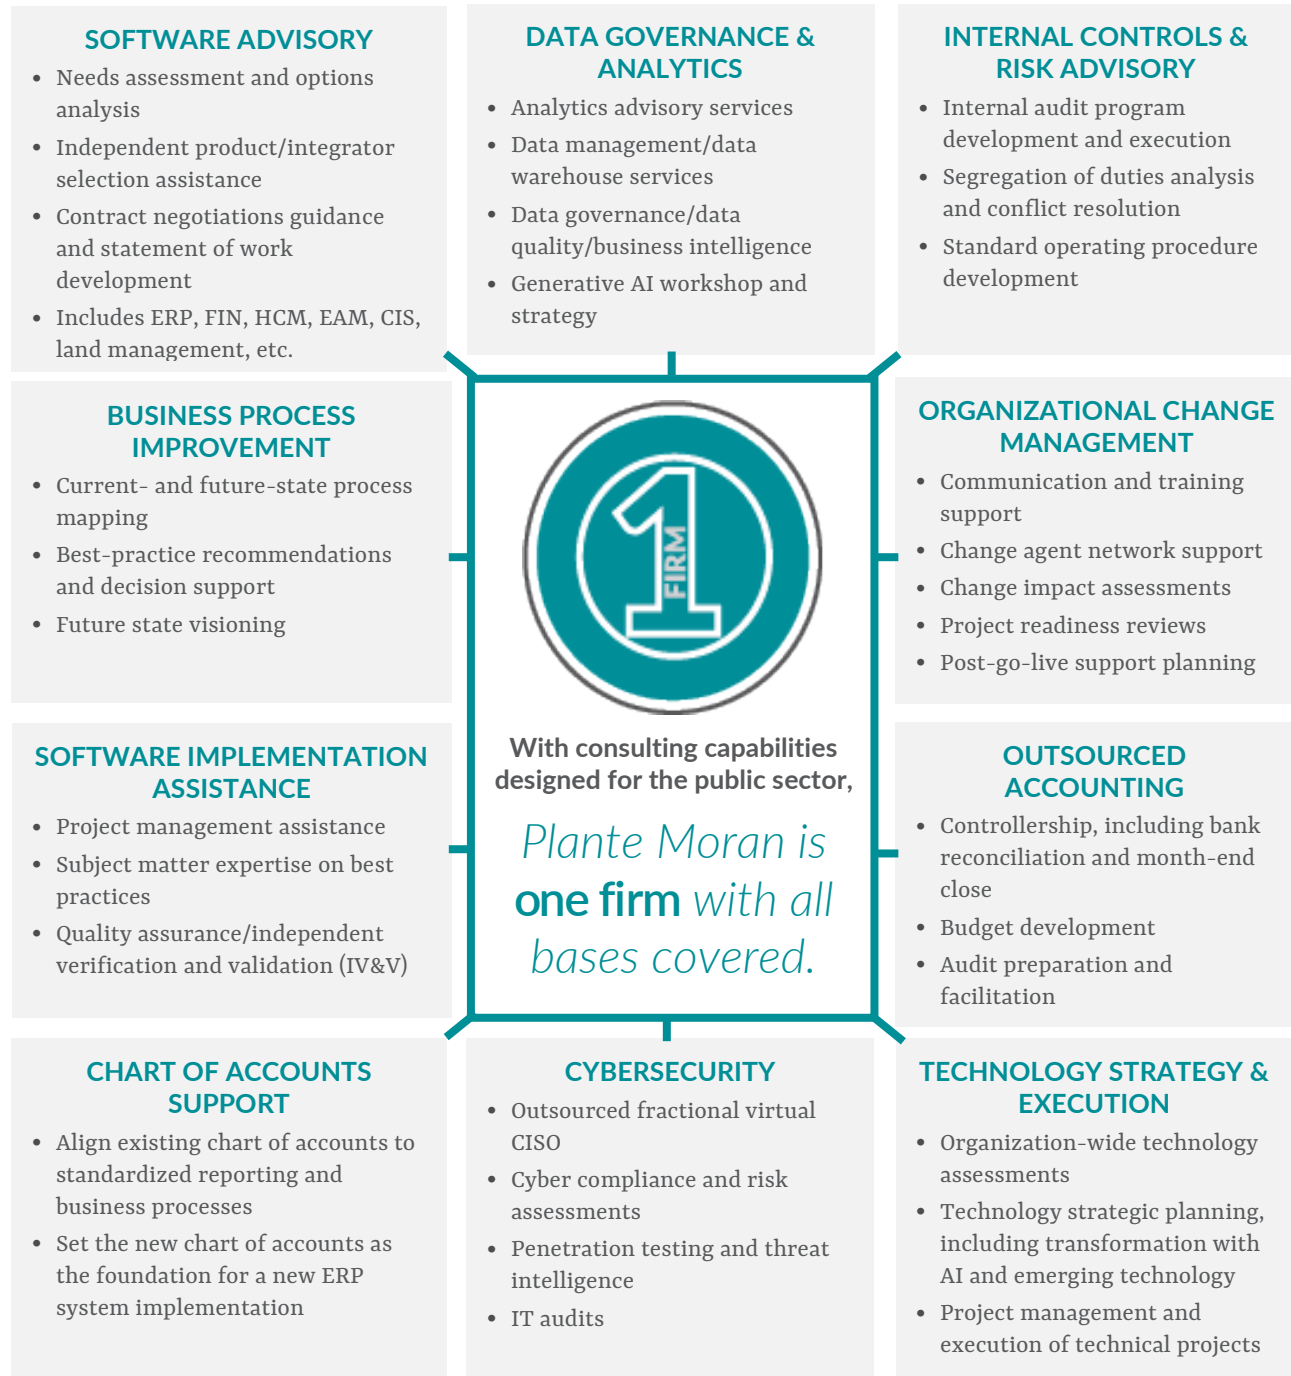 SOFTWARE ADVISORY
• Needs assessment and options
analysis
• Independent product/integrator
selection assistance
• Contract negotiations guidance
and statement of work
development
• Includes ERP, FIN, HCM, EAM, CIS,
land management, etc.
DATA GOVERNANCE &
ANALYTICS
• Analytics advisory services
• Data management/data
warehouse services
• Data governance/data
quality/business intelligence
• Generative AI workshop and
strategy
INTERNAL CONTROLS &
RISK ADVISORY
• Internal audit program
development and execution
• Segregation of duties analysis
and conflict resolution
• Standard operating procedure
development
BUSINESS PROCESS
IMPROVEMENT
• Current- and future-state process
mapping
• Best-practice recommendations
and decision support
• Future state visioning
1
FIRM
With consulting capabilities
designed for the public sector,
Plante Moran is
one firm with all
bases covered.
ORGANIZATIONAL CHANGE
MANAGEMENT
• Communication and training
support
• Change agent network support
• Change impact assessments
• Project readiness reviews
• Post-go-live support planning
SOFTWARE IMPLEMENTATION
ASSISTANCE
• Project management assistance
• Subject matter expertise on best
practices
• Quality assurance/independent
verification and validation (IV&V)
OUTSOURCED
ACCOUNTING
• Controllership, including bank
reconciliation and month-end
close
• Budget development
• Audit preparation and
facilitation
CHART OF ACCOUNTS
SUPPORT
• Align existing chart of accounts to
standardized reporting and
business processes
• Set the new chart of accounts as
the foundation for a new ERP
system implementation
CYBERSECURITY
• Outsourced fractional virtual
CISO
• Cyber compliance and risk
assessments
• Penetration testing and threat
intelligence
• IT audits
TECHNOLOGY STRATEGY &
EXECUTION
• Organization-wide technology
assessments
• Technology strategic planning,
including transformation with
AI and emerging technology
• Project management and
execution of technical projects